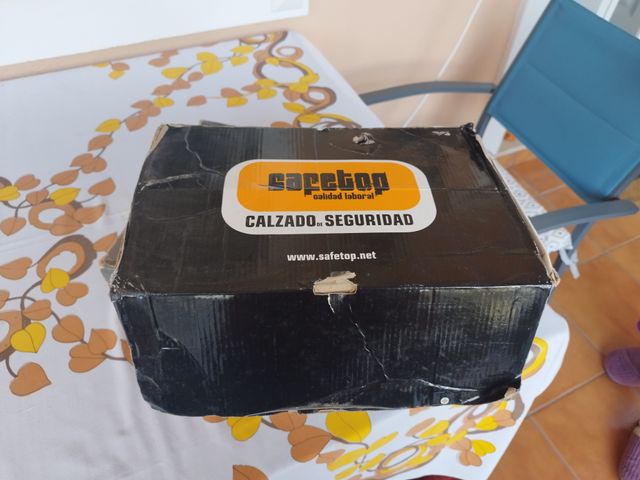 safetop
calidad laboral
CALZADO DE SEGURIDAD
www.safetop.net